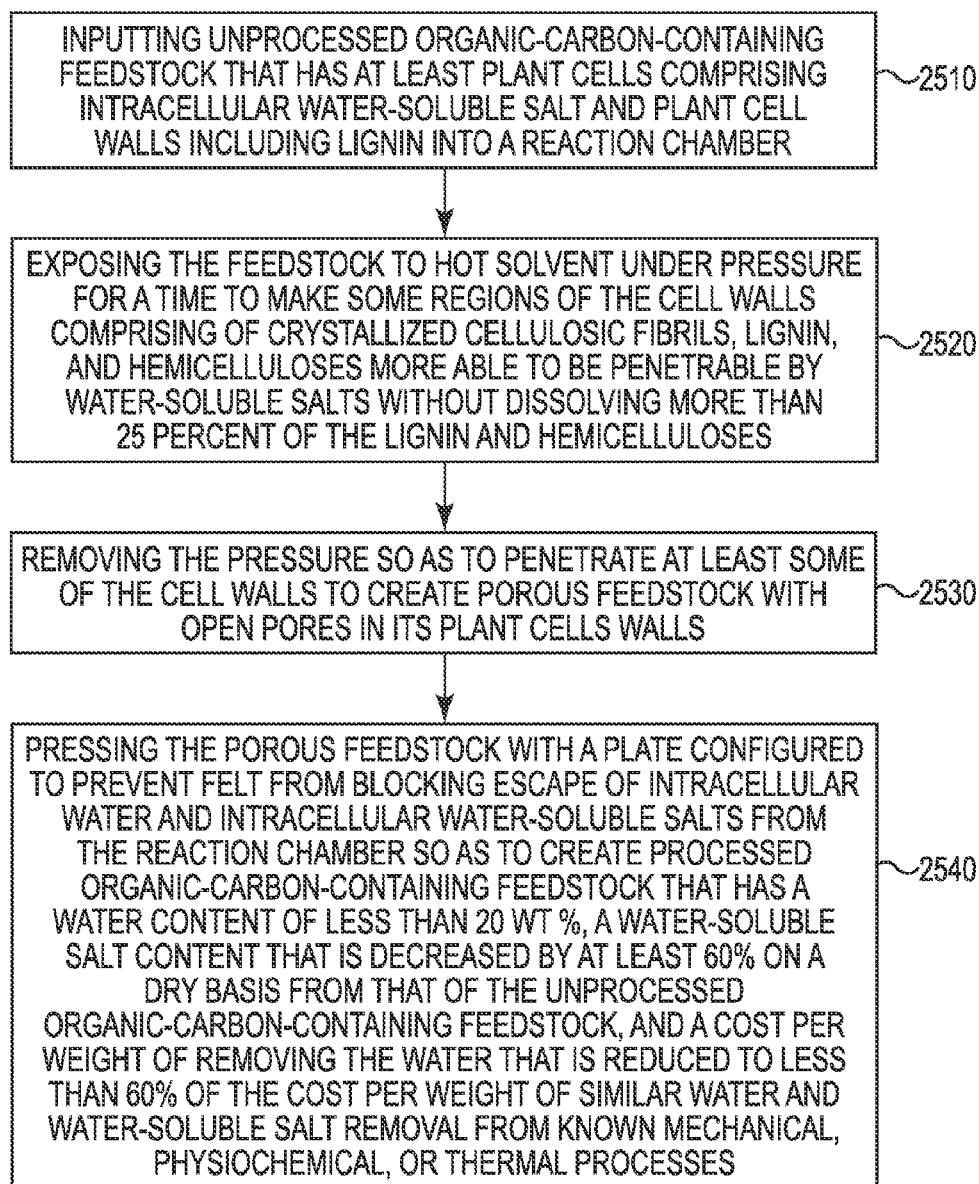 INPUTTING UNPROCESSED ORGANIC-CARBON-CONTAINING
FEEDSTOCK THAT HAS AT LEAST PLANT CELLS COMPRISING
INTRACELLULAR WATER-SOLUBLE SALT AND PLANT CELL
WALLS INCLUDING LIGNIN INTO A REACTION CHAMBER
2510
EXPOSING THE FEEDSTOCK TO HOT SOLVENT UNDER PRESSURE
FOR A TIME TO MAKE SOME REGIONS OF THE CELL WALLS
COMPRISING OF CRYSTALLIZED CELLULOSIC FIBRILS, LIGNIN,
AND HEMICELLULOSES MORE ABLE TO BE PENETRABLE BY
WATER-SOLUBLE SALTS WITHOUT DISSOLVING MORE THAN
25 PERCENT OF THE LIGNIN AND HEMICELLULOSES
2520
REMOVING THE PRESSURE SO AS TO PENETRATE AT LEAST SOME
OF THE CELL WALLS TO CREATE POROUS FEEDSTOCK WITH
OPEN PORES IN ITS PLANT CELLS WALLS
2530
PRESSING THE POROUS FEEDSTOCK WITH A PLATE CONFIGURED
TO PREVENT FELT FROM BLOCKING ESCAPE OF INTRACELLULAR
WATER AND INTRACELLULAR WATER-SOLUBLE SALTS FROM
THE REACTION CHAMBER SO AS TO CREATE PROCESSED
ORGANIC-CARBON-CONTAINING FEEDSTOCK THAT HAS A
WATER CONTENT OF LESS THAN 20 WT %, A WATER-SOLUBLE
SALT CONTENT THAT IS DECREASED BY AT LEAST 60% ON A
DRY BASIS FROM THAT OF THE UNPROCESSED
ORGANIC-CARBON-CONTAINING FEEDSTOCK, AND A COST PER
WEIGHT OF REMOVING THE WATER THAT IS REDUCED TO LESS
THAN 60% OF THE COST PER WEIGHT OF SIMILAR WATER AND
WATER-SOLUBLE SALT REMOVAL FROM KNOWN MECHANICAL,
PHYSIOCHEMICAL, OR THERMAL PROCESSES
2540